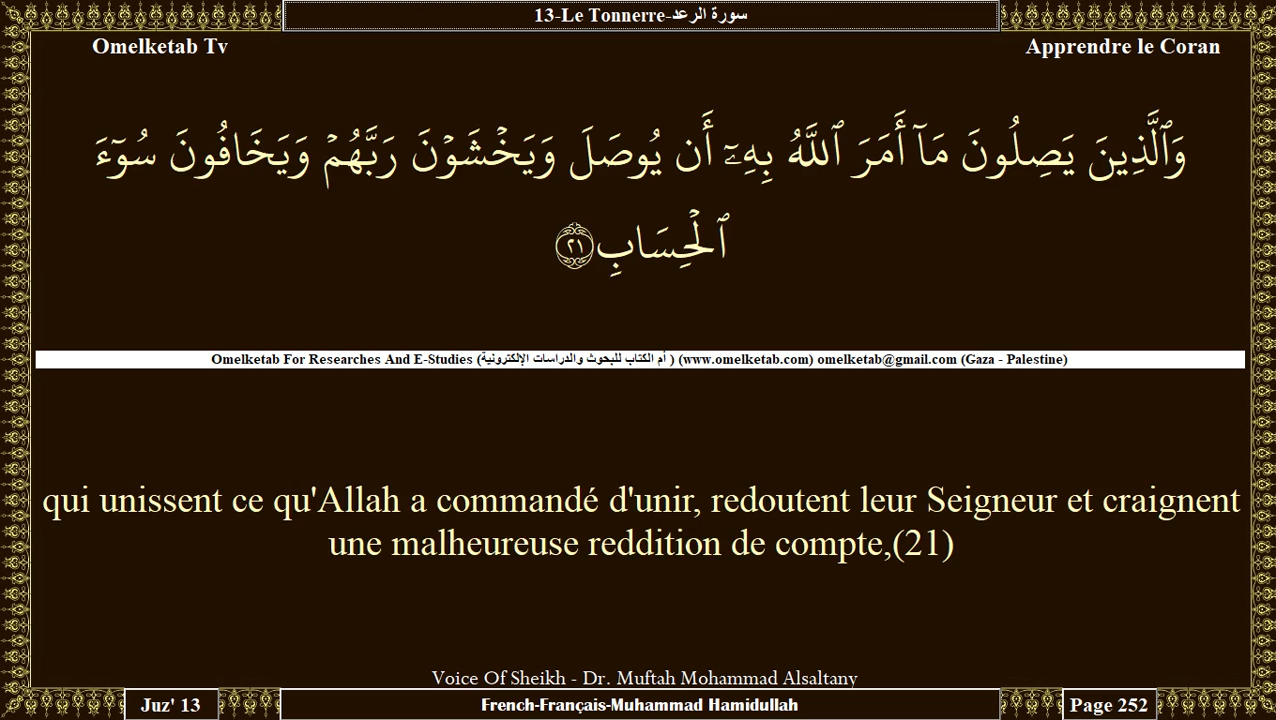 13-Le Tonnerre-سورة الرعد
Omelketab Tv
Apprendre le Coran
وَٱلَّذِينَ يَصِلُونَ مَآ أَمَرَ ٱللَّهُ بِهِۦٓ أَن يُوصَلَ وَيَخْشَوْنَ رَبَّهُمْ وَيَخَافُونَ سُوٓءَ
ٱلْحِسَابِ ٢١
Omelketab For Researches And E-Studies (أم الكتاب للبحوث والدراسات الإلكترونية ) (www.omelketab.com) omelketab@gmail.com (Gaza - Palestine)
qui unissent ce qu'Allah a commandé d'unir, redoutent leur Seigneur et craignent
une malheureuse reddition de compte,(21)
Voice Of Sheikh - Dr. Muftah Mohammad Alsaltany
Juz' 13
French-Français-Muhammad Hamidullah
Page 252